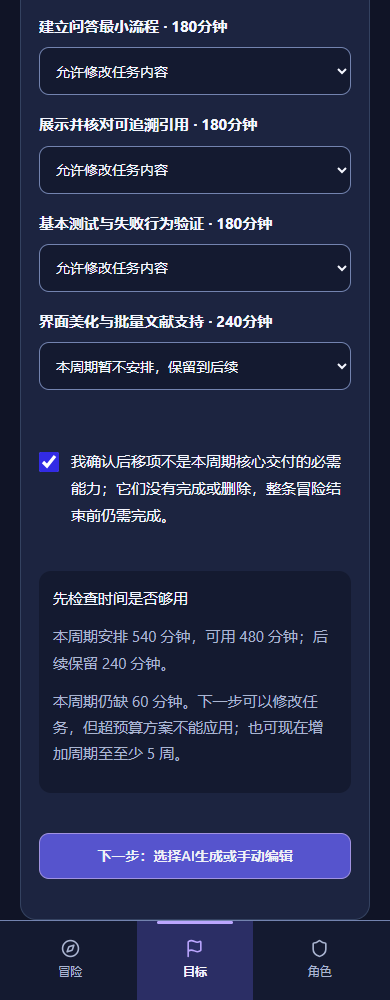 建立问答最小流程 · 180分钟
允许修改任务内容
展示并核对可追溯引用 · 180分钟
允许修改任务内容
基本测试与失败行为验证 · 180分钟
允许修改任务内容
界面美化与批量文献支持 · 240分钟
本周期暂不安排，保留到后续
我确认后移项不是本周期核心交付的必需
能力；它们没有完成或删除，整条冒险结
束前仍需完成。
先检查时间是否够用
本周期安排 540 分钟，可用 480 分钟；后
续保留 240 分钟。
本周期仍缺 60 分钟。下一步可以修改任
务，但超预算方案不能应用；也可现在增
加周期至至少 5 周。
下一步：选择AI生成或手动编辑
冒险
目标
角色